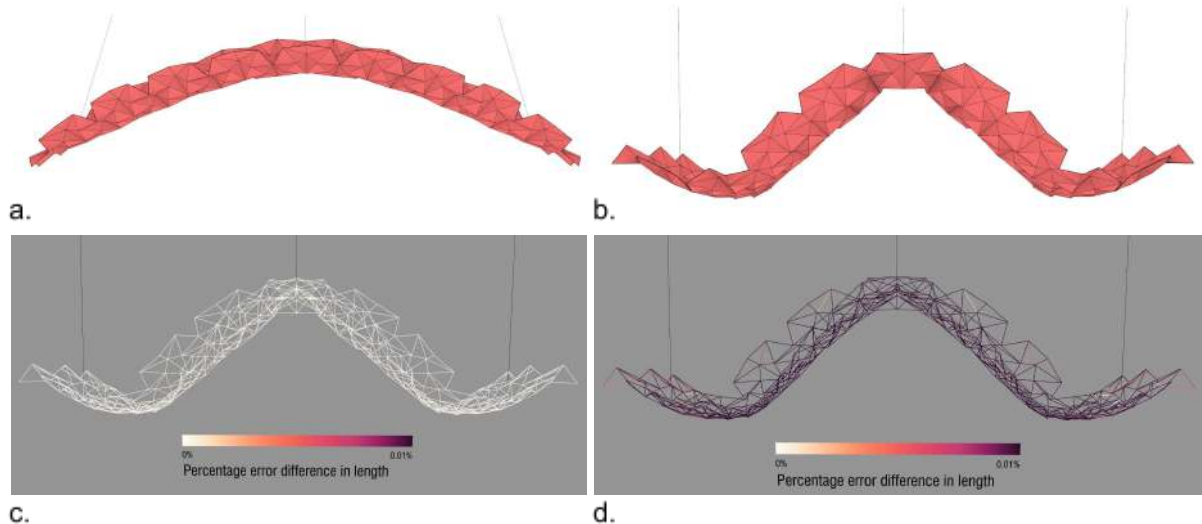 a.
b.
0% 0.01%
Percentage error difference in length
c.
0% 0.01%
Percentage error difference in length
d.